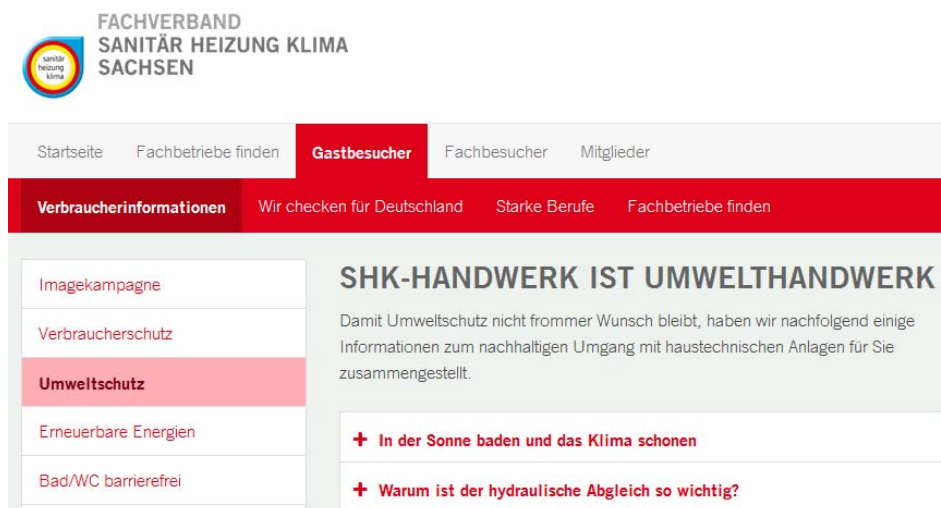 FACHVERBAND
SANITÄR HEIZUNG KLIMA
SACHSEN
sanitär
heizung
klima
Startseite Fachbetriebe finden Gastbesucher Fachbesucher Mitglieder
Verbraucherinformationen Wir checken für Deutschland Starke Berufe Fachbetriebe finden
Imagekampagne
Verbraucherschutz
Umweltschutz
Erneuerbare Energien
Bad/WC barrierefrei
SHK-HANDWERK IST UMWELTHANDWERK
Damit Umweltschutz nicht frommer Wunsch bleibt, haben wir nachfolgend einige
Informationen zum nachhaltigen Umgang mit haustechnischen Anlagen für Sie
zusammengestellt.
+ In der Sonne baden und das Klima schonen
+ Warum ist der hydraulische Abgleich so wichtig?